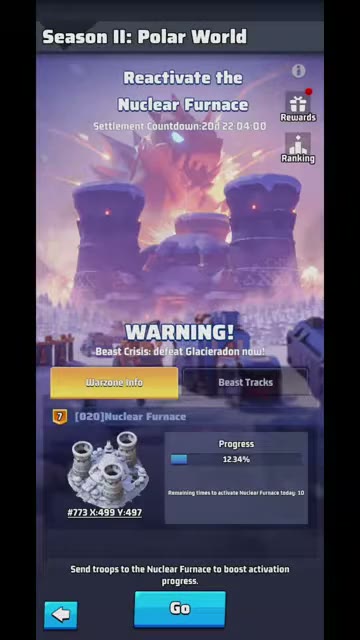 Season II: Polar World
Reactivate the
Nuclear Furnace
Settlement Countdown:20d 22:04:00
Rewards
Ranking
WARNING!
Beast Crisis: defeat Glacieradon now!
Warzone Info
Beast Tracks
7
[020]Nuclear Furnace
Progress
12.34%
Remaining times to activate Nuclear Furnace today: 10
#773 X:499 Y:497
Send troops to the Nuclear Furnace to boost activation
progress.
Go